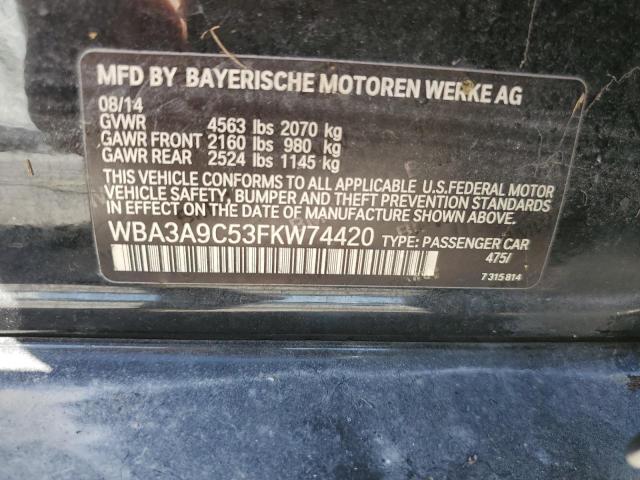 MFD BY BAYERISCHE MOTOREN WERKE AG
08/14
GVWR 4563 lbs 2070 kg
GAWR FRONT 2160 lbs 980 kg
GAWR REAR 2524 lbs 1145 kg
THIS VEHICLE CONFORMS TO ALL APPLICABLE U.S.FEDERAL MOTOR
VEHICLE SAFETY, BUMPER AND THEFT PREVENTION STANDARDS
IN EFFECT ON THE DATE OF MANUFACTURE SHOWN ABOVE.
WBA3A9C53FKW74420 TYPE: PASSENGER CAR
475/
7 315 814